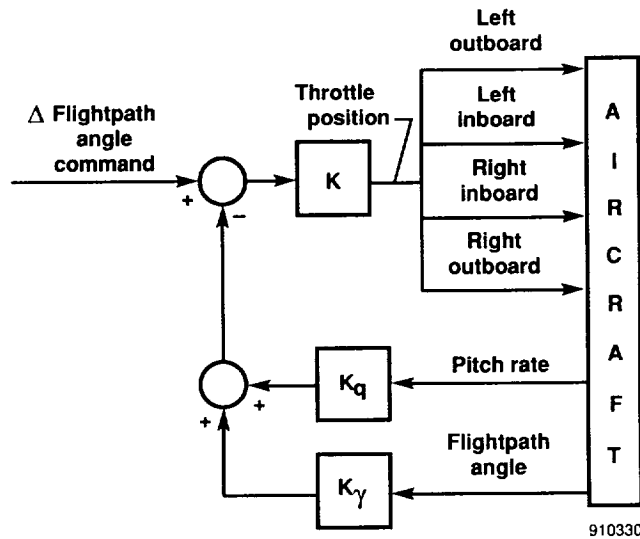 Left
outboard
Δ Flightpath
angle
command
Throttle
position
Left
inboard
Right
inboard
Right
outboard
+
−
K
Pitch rate
Kq
+
+
Flightpath
angle
Kγ
A
I
R
C
R
A
F
T
910330